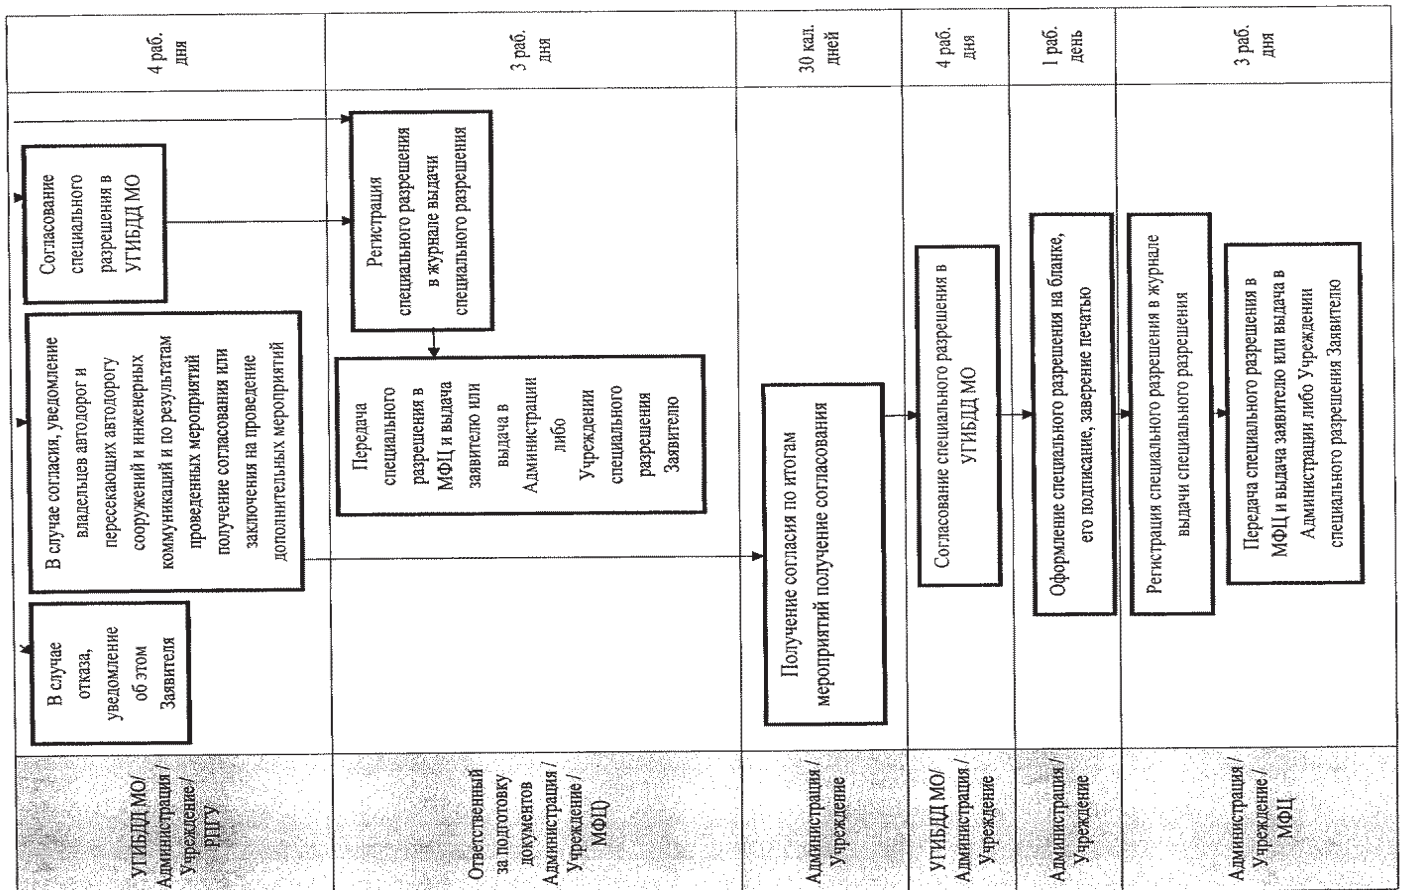 УГИБДД МО/
Администрация /
Учреждение/
РПГУ
В случае
отказа,
уведомление
об этом
Заявителя
В случае согласия, уведомление
владельцев автодорог и
пересекающих автодорогу
сооружений и инженерных
коммуникаций и по результатам
проведенных мероприятий
получение согласования или
заключения на проведение
дополнительных мероприятий
Согласование
специального
разрешения в
УГИБДД МО
4 раб.
дня
Ответственный
за подготовку
документов
Администрация /
Учреждение /
МФЦ)
Передача
специального
разрешения в
МФЦ и выдача
заявителю или
выдача в
Администрации
либо
Учреждении
специального
разрешения
Заявителю
Регистрация
специального разрешения
в журнале выдачи
специального разрешения
3 раб.
дня
Администрация /
Учреждение
Получение согласия по итогам
мероприятий получение согласования
30 кал.
дней
УГИБДД МО/
Администрация /
Учреждение
Согласование специального разрешения в
УГИБДД МО
4 раб.
дня
Администрация /
Учреждение
Оформление специального разрешения на бланке,
его подписание, заверение печатью
1 раб.
день
Администрация /
Учреждение /
МФЦ
Регистрация специального разрешения в журнале
выдачи специального разрешения
Передача специального разрешения в
МФЦ и выдача заявителю или выдача в
Администрации либо Учреждении
специального разрешения Заявителю
3 раб.
дня